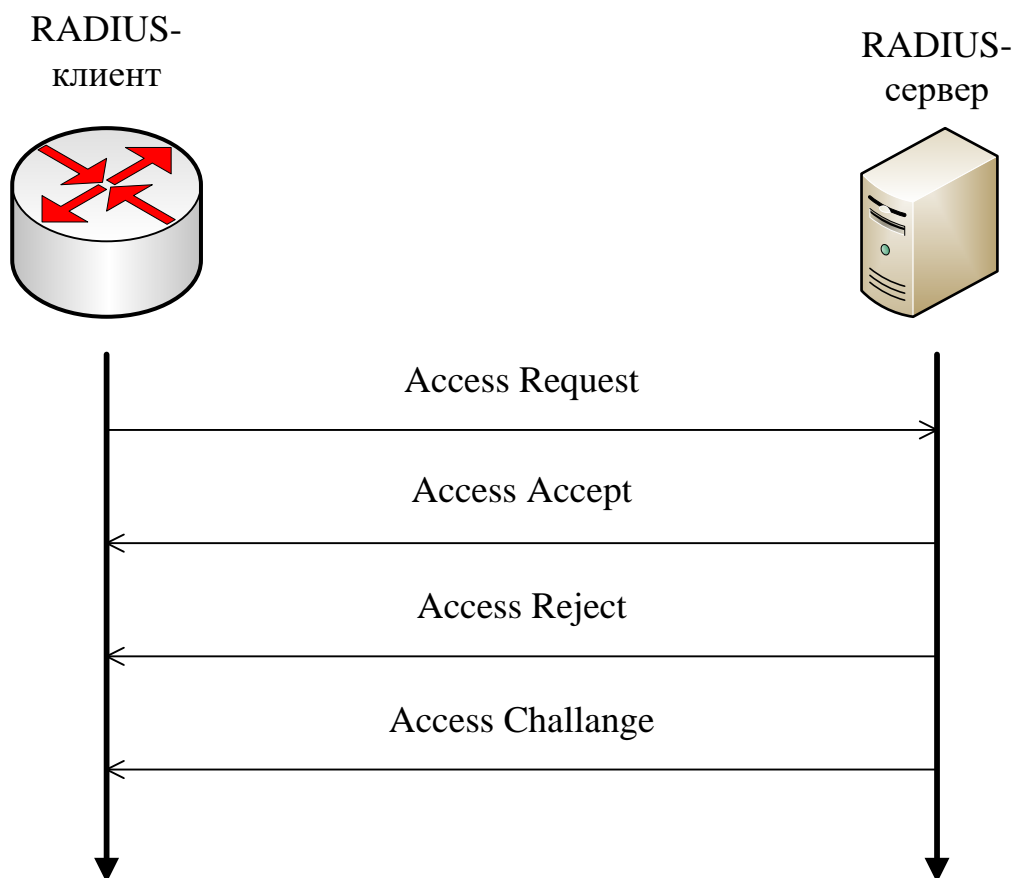 RADIUS-
клиент
RADIUS-
сервер
Access Request
Access Accept
Access Reject
Access Challange